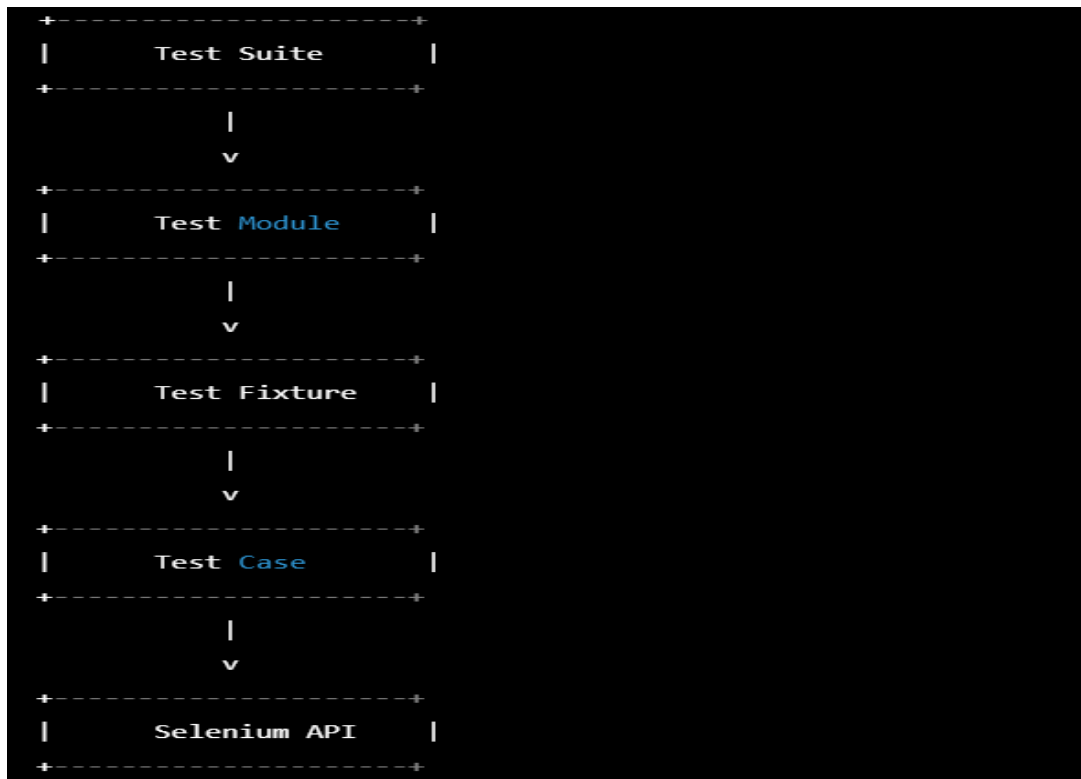 +----------------------+
|      Test Suite      |
+----------------------+
|
v
+----------------------+
|      Test Module     |
+----------------------+
|
v
+----------------------+
|      Test Fixture    |
+----------------------+
|
v
+----------------------+
|      Test Case       |
+----------------------+
|
v
+----------------------+
|      Selenium API    |
+----------------------+